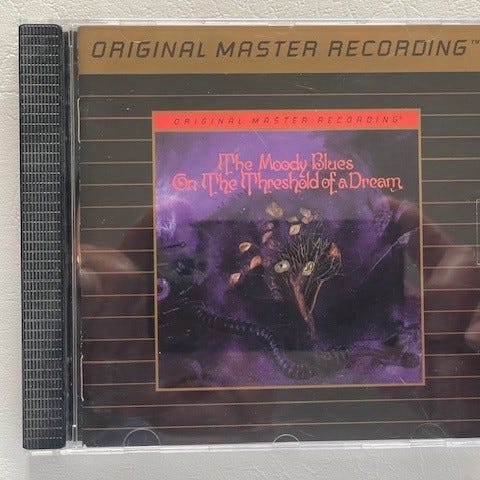 ORIGINAL MASTER RECORDING™
ORIGINAL MASTER RECORDING®
The Moody Blues
On The Threshold of a Dream